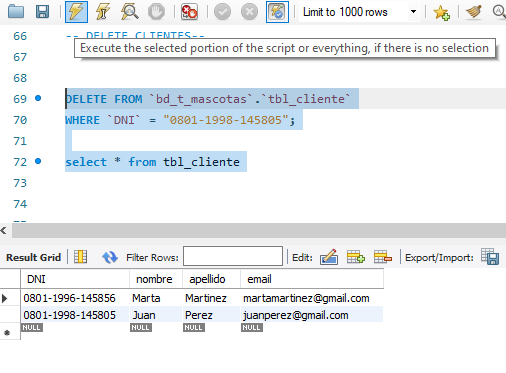 Limit to 1000 rows
66 -- DELETE CLIENTES--
Execute the selected portion of the script or everything, if there is no selection
67
68
69 DELETE FROM `bd_t_mascotas`.`tbl_cliente`
70 WHERE `DNI` = "0801-1998-145805";
71
72 select * from tbl_cliente
73
74
Result Grid Filter Rows: Edit: Export/Import:
DNI nombre apellido email
0801-1996-145856 Marta Martinez martamartinez@gmail.com
0801-1998-145805 Juan Perez juanperez@gmail.com
NULL NULL NULL NULL